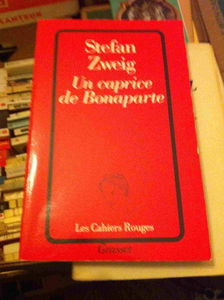 Stefan
Zweig
Un caprice
de Bonaparte
Les Cahiers Rouges
Grasset